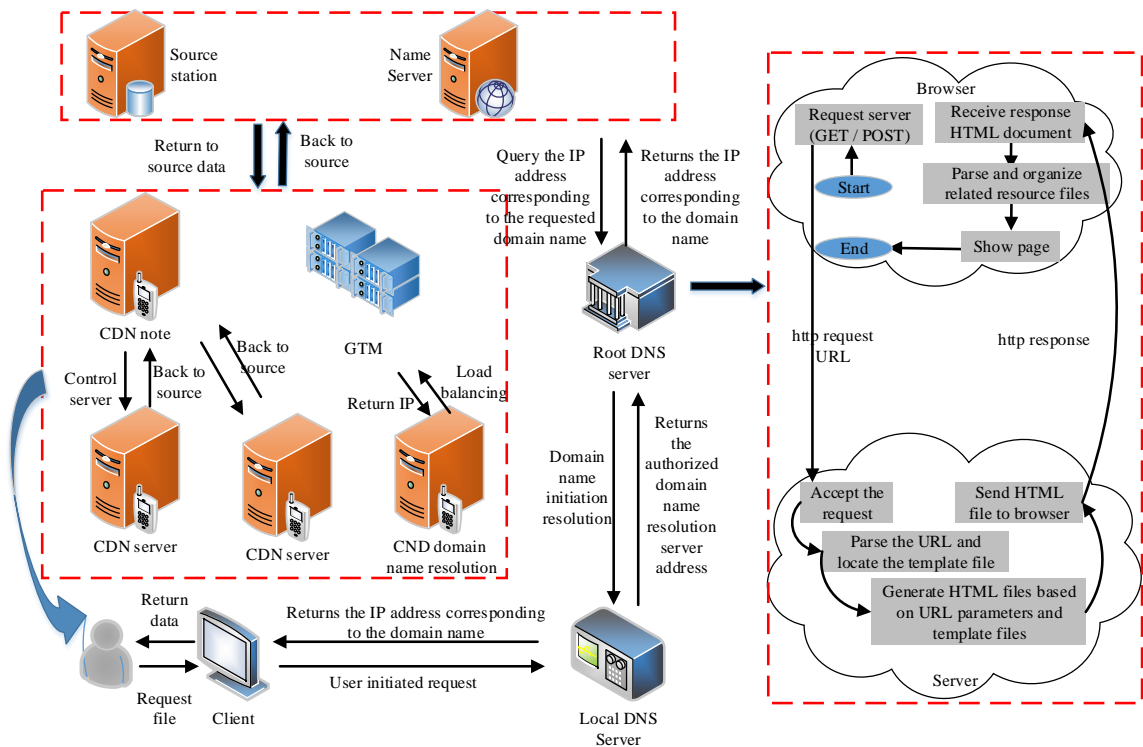 Source
station
Name
Server
Return to
source data
Back to
source
Query the IP
address
corresponding
to the requested
domain name
Returns the IP
address
corresponding
to the domain
name
CDN note
GTM
Control
server
Back to
source
Back to
source
Return IP
Load
balancing
CDN server
CDN server
CND domain
name resolution
Root DNS
server
Domain
name
initiation
resolution
Returns
the
authorized
domain
name
resolution
server
address
Return
data
Request
file
Client
Returns the IP address corresponding
to the domain name
User initiated request
Local DNS
Server
Browser
Request server
(GET / POST)
Receive response
HTML document
Start
Parse and organize
related resource files
End
Show page
http request
URL
http response
Accept the
request
Send HTML
file to browser
Parse the URL and
locate the template file
Generate HTML files based
on URL parameters and
template files
Server